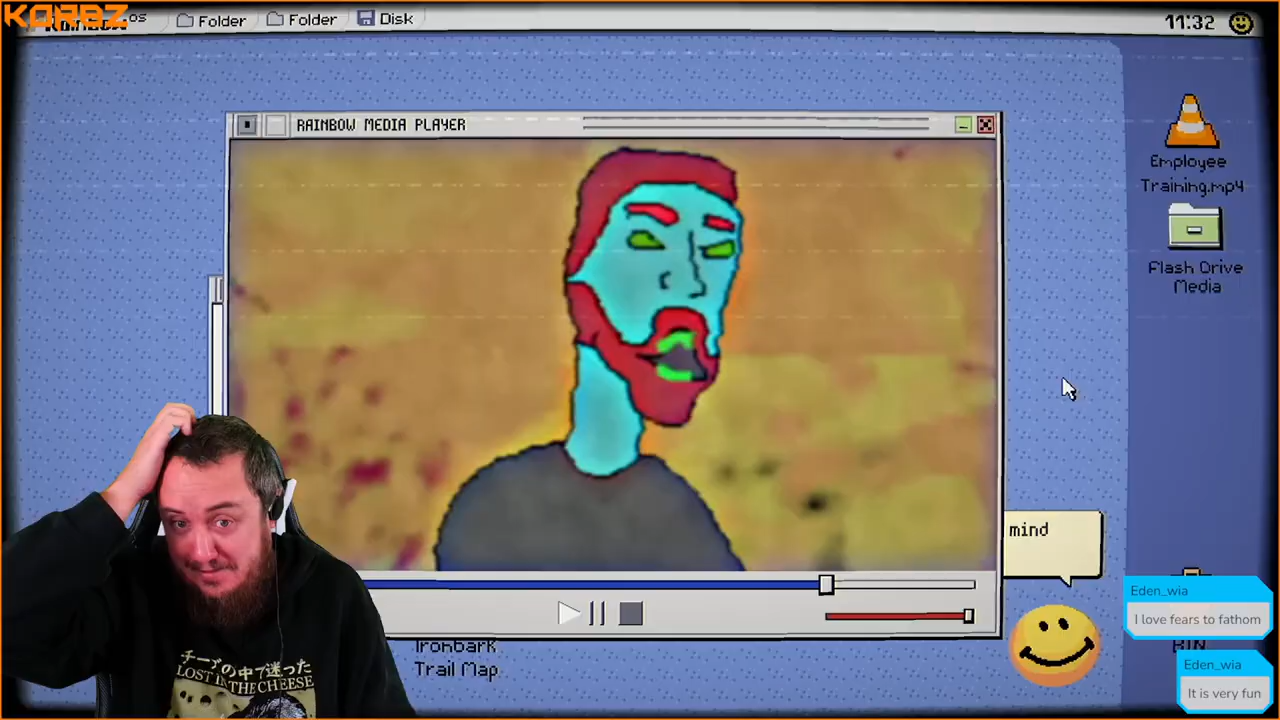 KORBZ
OS
Folder
Folder
Disk
11:32
RAINBOW MEDIA PLAYER
Employee
Training.mp4
Flash Drive
Media
mind
Ironbark
Trail Map
チーズの中で迷った
LOST IN THE CHEESE
Eden_wia
I love fears to fathom
BIN
Eden_wia
It is very fun